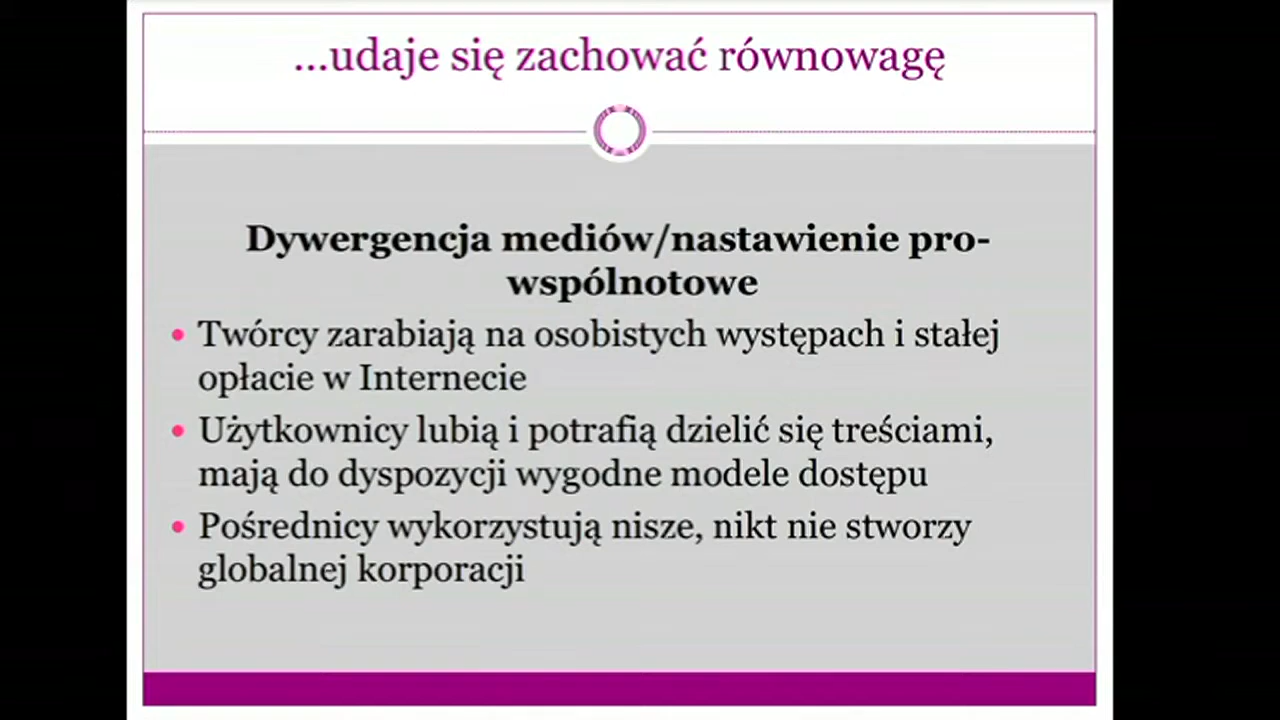 ...udaje się zachować równowagę
Dywergencja mediów/nastawienie pro-
wspólnotowe
• Twórcy zarabiają na osobistych występach i stałej
opłacie w Internecie
• Użytkownicy lubią i potrafią dzielić się treściami,
mają do dyspozycji wygodne modele dostępu
• Pośrednicy wykorzystują nisze, nikt nie stworzy
globalnej korporacji